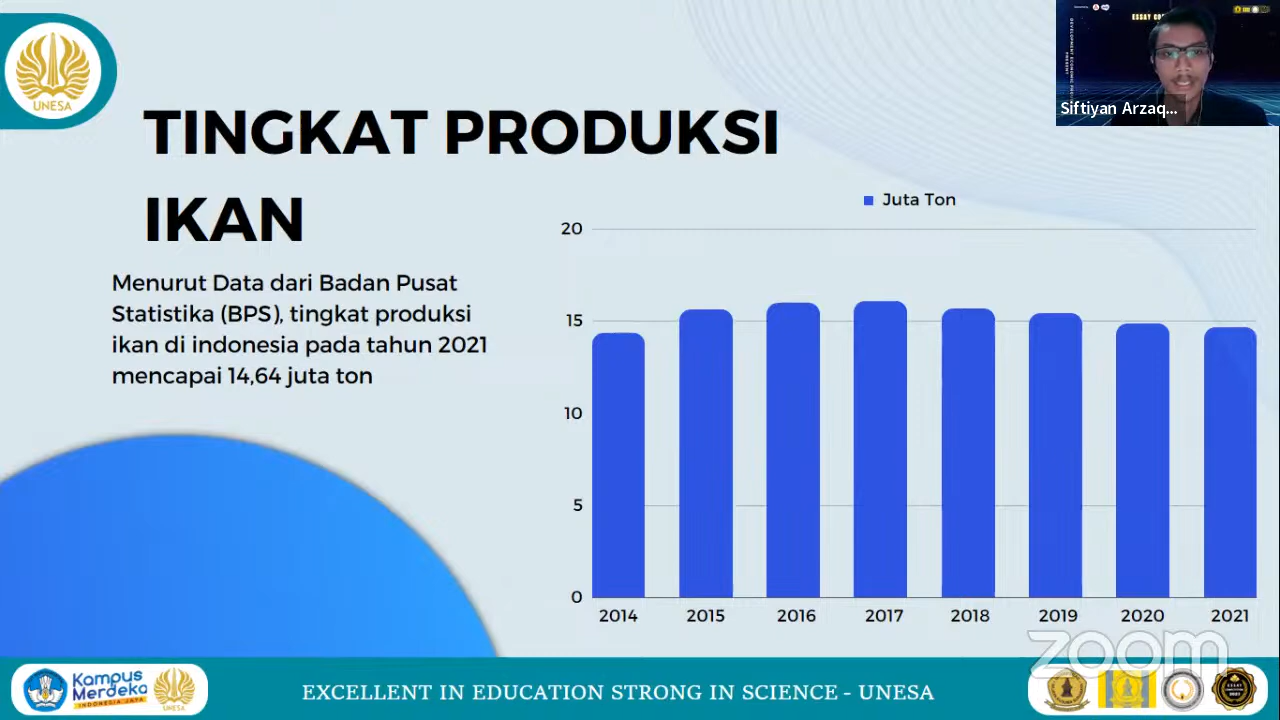 UNESA
TINGKAT PRODUKSI
IKAN
Menurut Data dari Badan Pusat
Statistika (BPS), tingkat produksi
ikan di indonesia pada tahun 2021
mencapai 14,64 juta ton
ESSAY
Siftiyan Arzaq...
Juta Ton
20
15
10
5
0
2014 2015 2016 2017 2018 2019 2020 2021
zoom
Kampus
Merdeka
INDONESIA JAYA
UNESA
EXCELLENT IN EDUCATION STRONG IN SCIENCE - UNESA